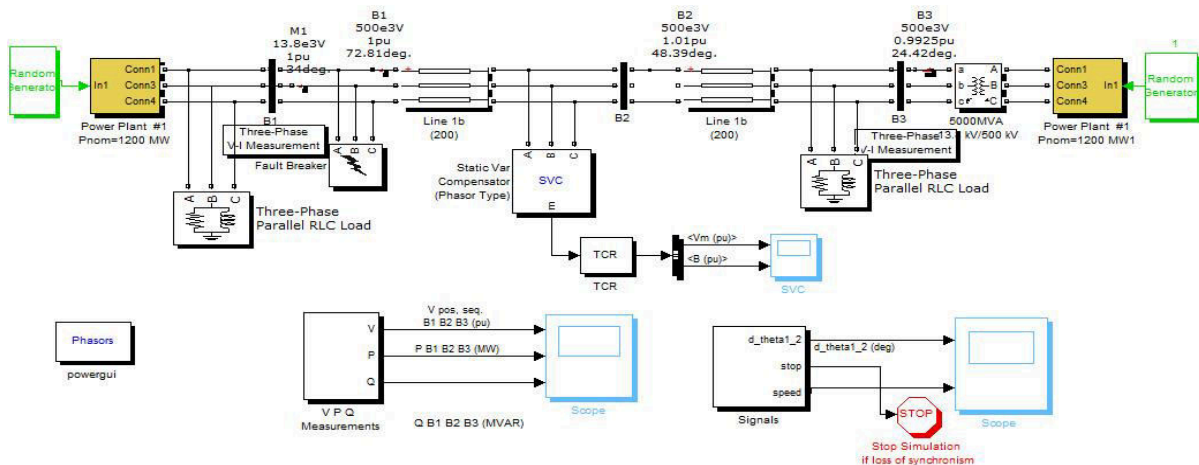 M1
13.8e3V
1pu
34deg.
B1
500e3V
1pu
72.81deg.
B2
500e3V
1.01pu
48.39deg.
B3
500e3V
0.9925pu
24.42deg.
1
Random
Generator
In1
Conn1
Conn3
Conn4
Power Plant #1
Pnom=1200 MW
B1
Three-Phase
V-I Measurement
A
B
C
Fault Breaker
Line 1b
(200)
B2
Line 1b
(200)
B3
a
b
c
A
B
C
5000MVA
13. kV/500 kV
Conn1
Conn3
Conn4
In1
Power Plant #1
Pnom=1200 MW1
Random
Generator
A
B
C
Three-Phase
Parallel RLC Load
Static Var
Compensator
(Phasor Type)
A
B
C
SVC
E
Three-Phase
V-I Measurement
A
B
C
Three-Phase
Parallel RLC Load
TCR
TCR
<Vm (pu)>
<B (pu)>
SVC
Phasors
powergui
V
P
Q
V P Q
Measurements
V pos. seq.
B1 B2 B3 (pu)
P B1 B2 B3 (MW)
Q B1 B2 B3 (MVAR)
Scope
d_theta1_2
stop
speed
Signals
d_theta1_2 (deg)
STOP
Stop Simulation
if loss of synchronism
Scope